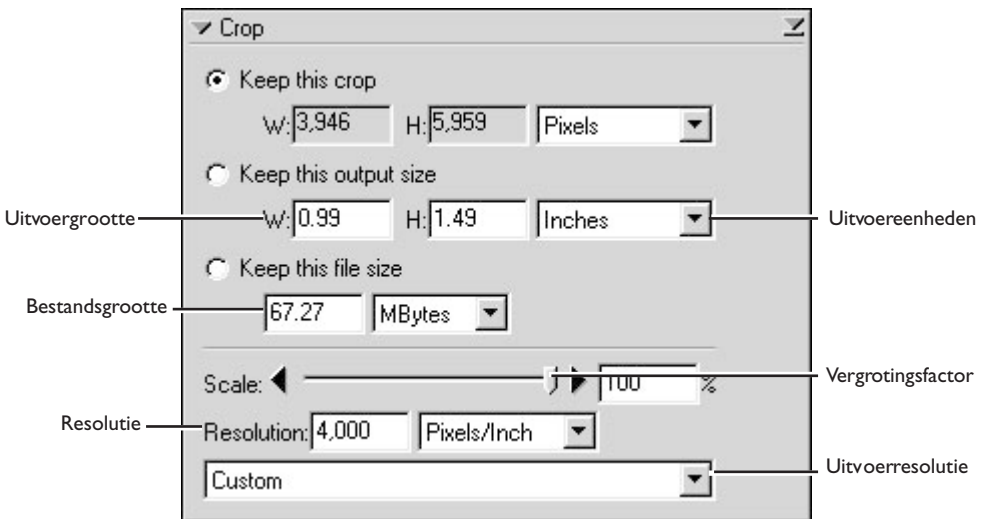 Crop
Keep this crop
W: 3,946 H: 5,959 Pixels
Keep this output size
Uitvoergrootte W: 0.99 H: 1.49 Inches Uitvoereenheden
Keep this file size
Bestandsgrootte 67.27 MBytes
Scale: 100 % Vergrotingsfactor
Resolutie Resolution: 4,000 Pixels/Inch
Custom Uitvoerresolutie